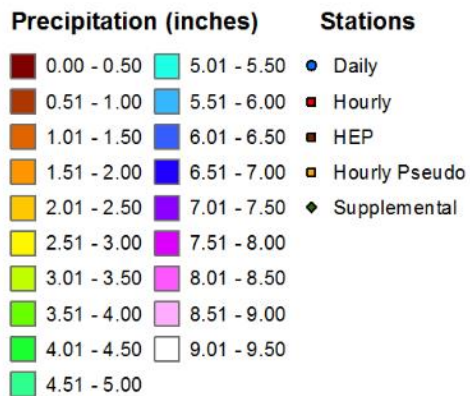 Precipitation (inches)
0.00 - 0.50
0.51 - 1.00
1.01 - 1.50
1.51 - 2.00
2.01 - 2.50
2.51 - 3.00
3.01 - 3.50
3.51 - 4.00
4.01 - 4.50
4.51 - 5.00
5.01 - 5.50
5.51 - 6.00
6.01 - 6.50
6.51 - 7.00
7.01 - 7.50
7.51 - 8.00
8.01 - 8.50
8.51 - 9.00
9.01 - 9.50
Stations
Daily
Hourly
HEP
Hourly Pseudo
Supplemental